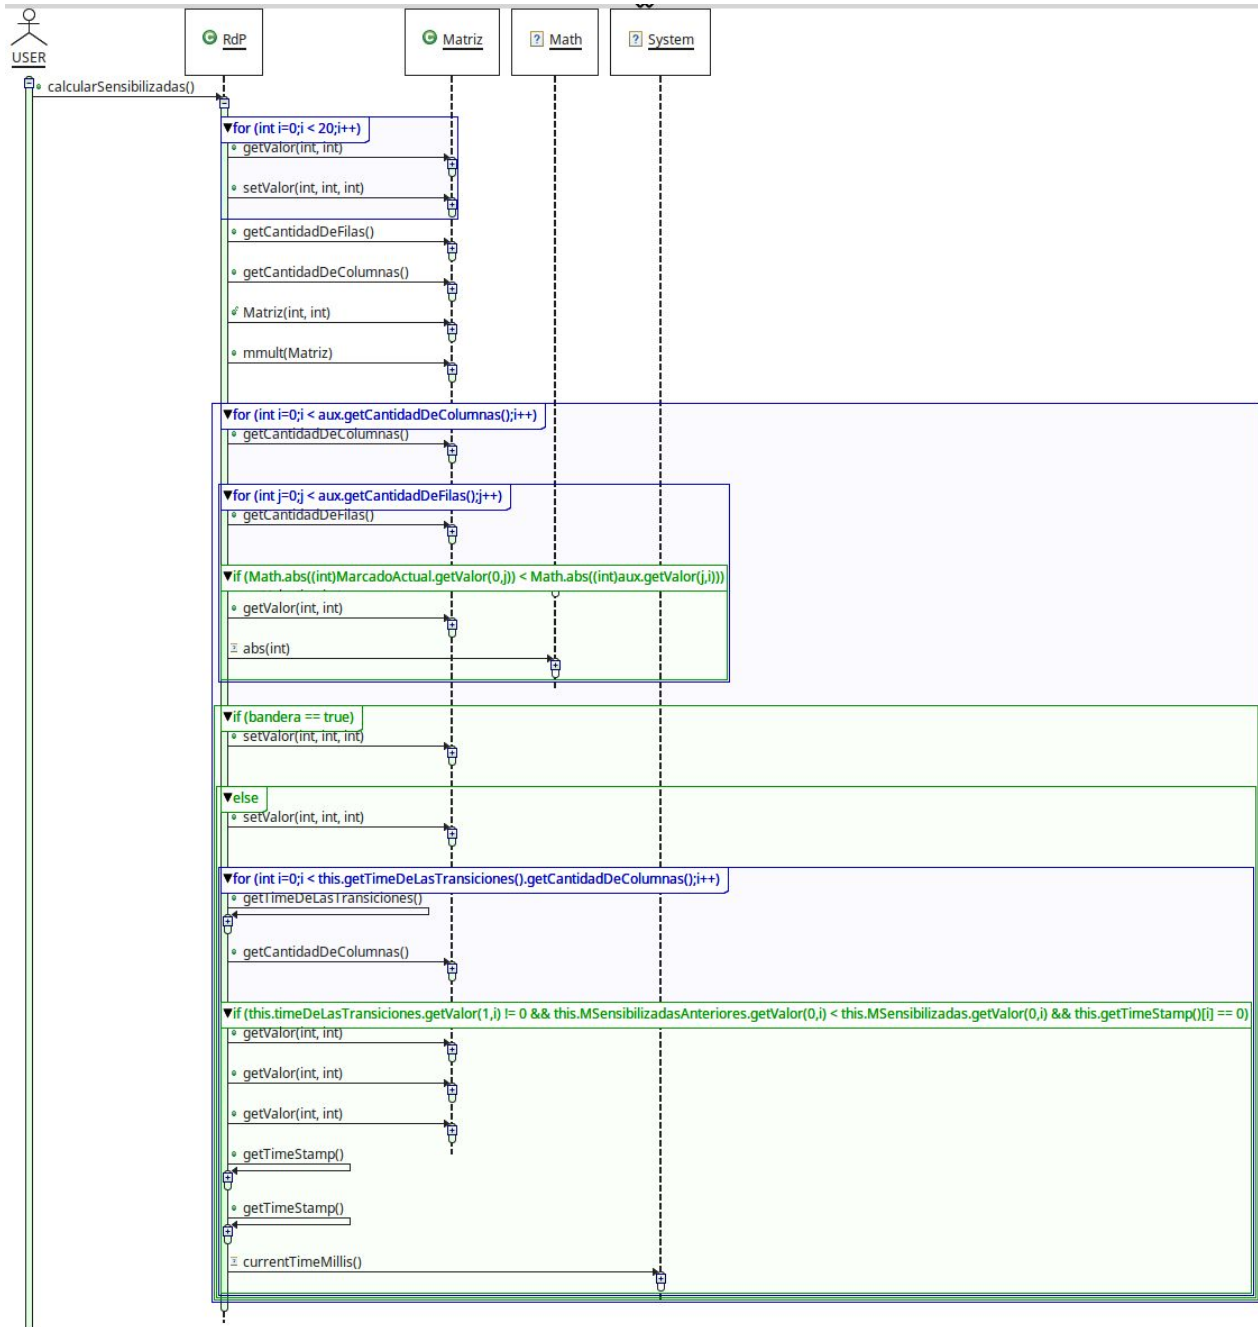 RdP
Matriz
Math
System
USER
calcularSensibilizadas()
for (int i=0;i < 20;i++)
getValor(int, int)
setValor(int, int, int)
getCantidadDeFilas()
getCantidadDeColumnas()
Matriz(int, int)
mmult(Matriz)
for (int i=0;i < aux.getCantidadDeColumnas();i++)
getCantidadDeColumnas()
for (int j=0;j < aux.getCantidadDeFilas();j++)
getCantidadDeFilas()
if (Math.abs((int)MarcadoActual.getValor(0,j)) < Math.abs((int)aux.getValor(j,i)))
getValor(int, int)
abs(int)
if (bandera == true)
setValor(int, int, int)
else
setValor(int, int, int)
for (int i=0;i < this.getTimeDeLasTransiciones().getCantidadDeColumnas();i++)
getTimeDeLasTransiciones()
getCantidadDeColumnas()
if (this.timeDeLasTransiciones.getValor(1,i) != 0 && this.MSensibilizadasAnteriores.getValor(0,i) < this.MSensibilizadas.getValor(0,i) && this.getTimeStamp()[i] == 0)
getValor(int, int)
getValor(int, int)
getValor(int, int)
getTimeStamp()
getTimeStamp()
currentTimeMillis()